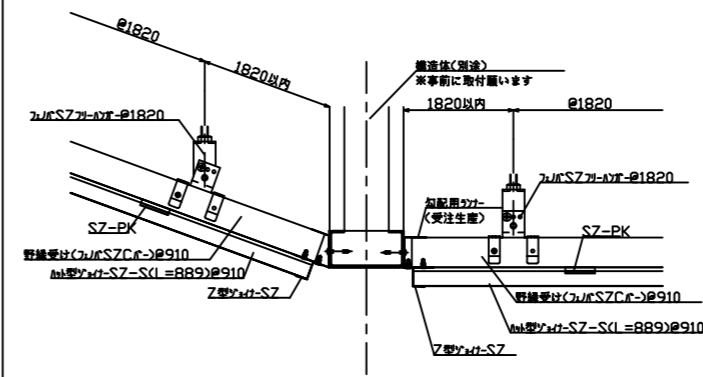 @1820
1820以内
構造体(別途)
※事前に取付願います
1820以内
@1820
フェノバSZフリーハンガー@1820
フェノバSZフリーハンガー@1820
勾配用ランナー
(受注生産)
SZ-PK
SZ-PK
野縁受け(フェノバSZCバー)@910
ハット型ジョイナーSZ-S(L=889)@910
Z型ジョイナーSZ
野縁受け(フェノバSZCバー)@910
ハット型ジョイナーSZ-S(L=889)@910
Z型ジョイナーSZ